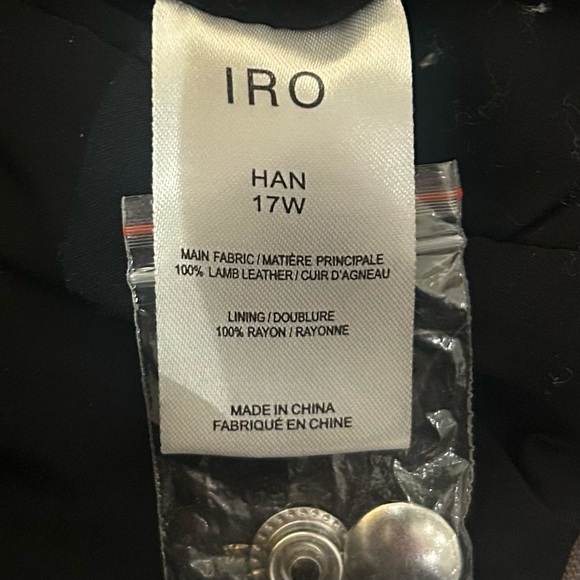 IRO
HAN
17W
MAIN FABRIC / MATIÈRE PRINCIPALE
100% LAMB LEATHER / CUIR D'AGNEAU
LINING / DOUBLURE
100% RAYON / RAYONNE
MADE IN CHINA
FABRIQUÉ EN CHINE